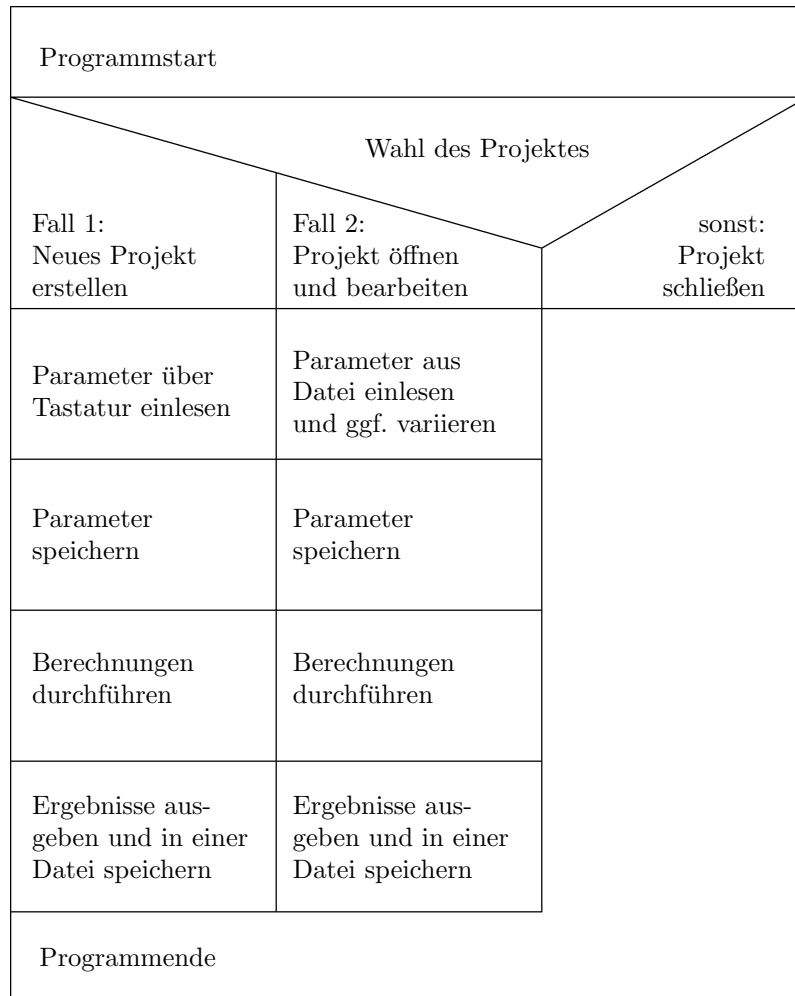 Programmstart
Wahl des Projektes
Fall 1:
Neues Projekt
erstellen
Fall 2:
Projekt öffnen
und bearbeiten
sonst:
Projekt
schließen
Parameter über
Tastatur einlesen
Parameter aus
Datei einlesen
und ggf. variieren
Parameter
speichern
Parameter
speichern
Berechnungen
durchführen
Berechnungen
durchführen
Ergebnisse aus-
geben und in einer
Datei speichern
Ergebnisse aus-
geben und in einer
Datei speichern
Programmende